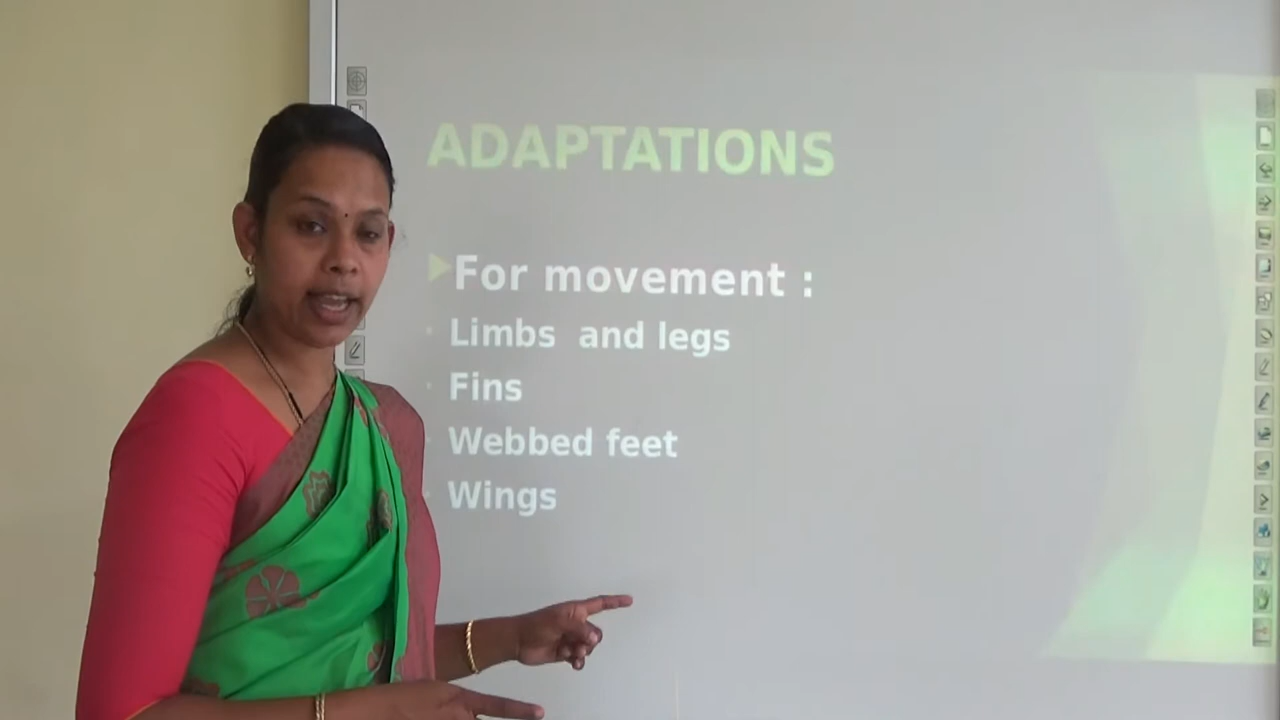 ADAPTATIONS
For movement :
Limbs and legs
Fins
Webbed feet
Wings